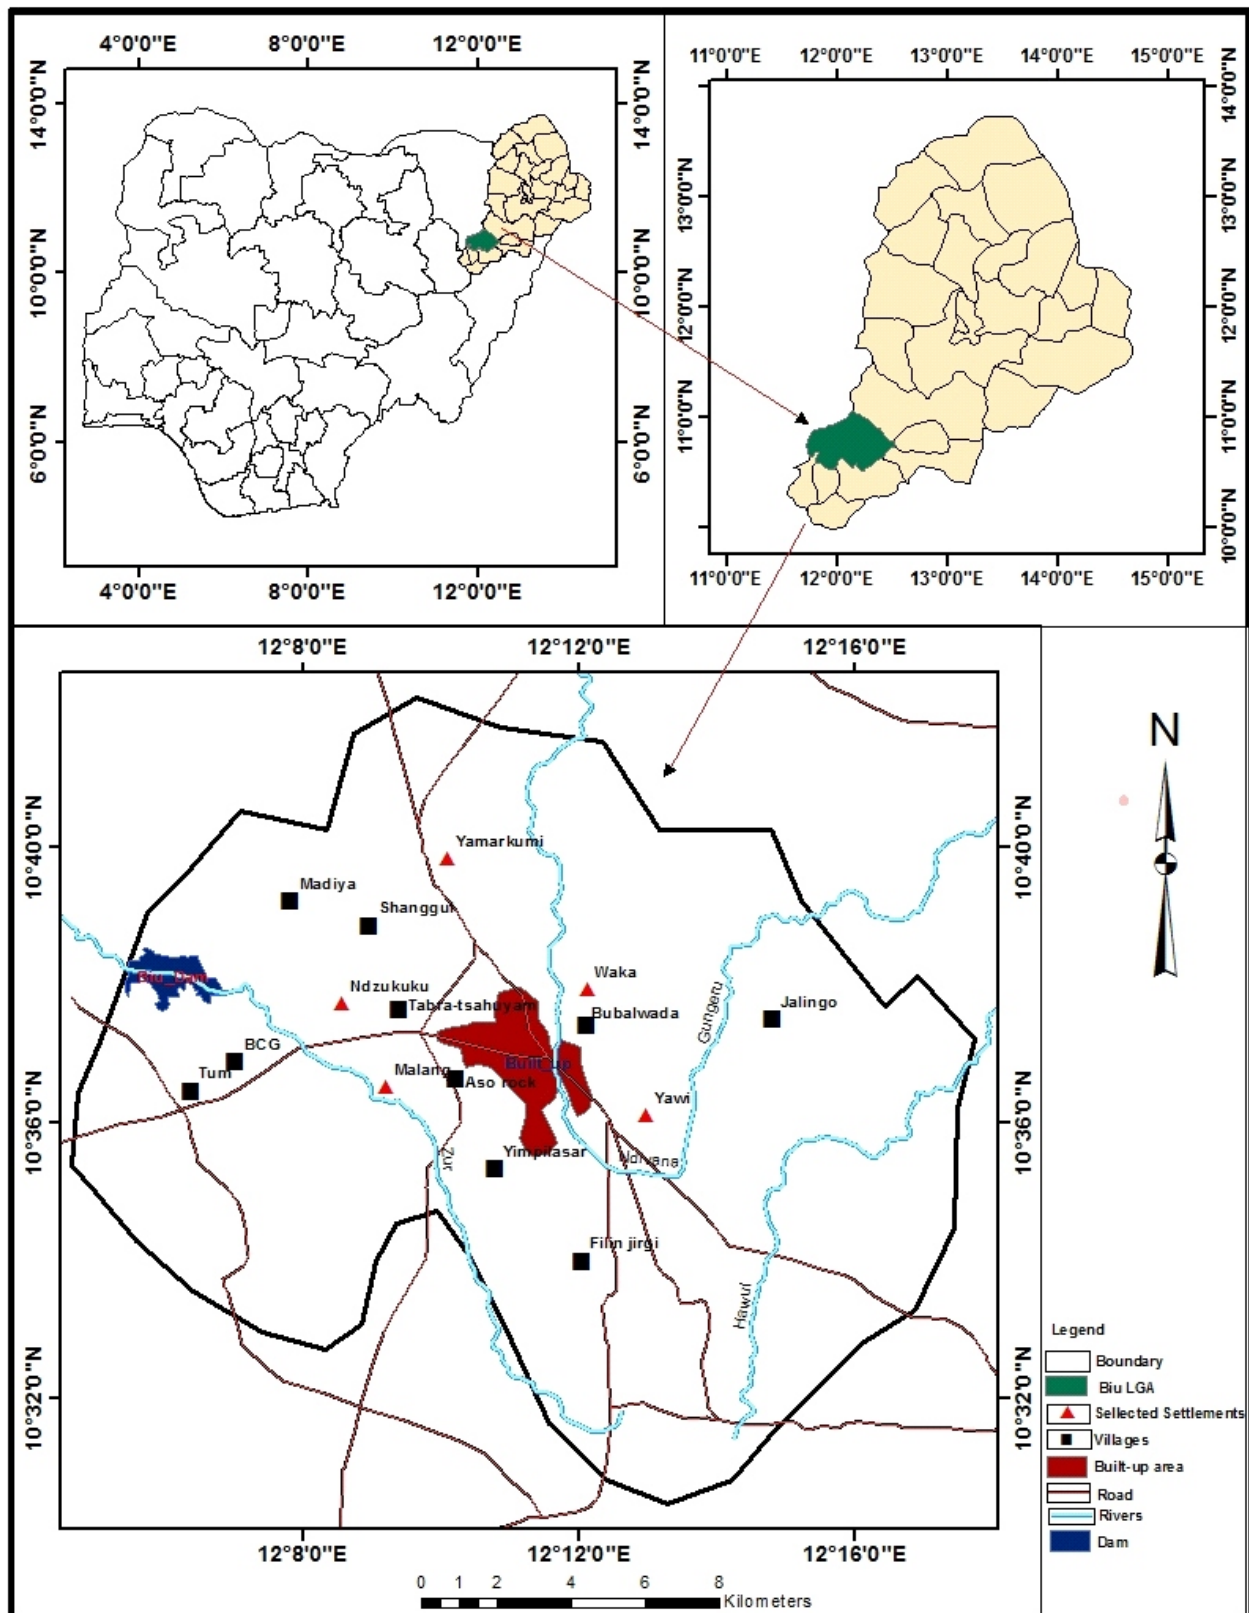 4°0'0"E 8°0'0"E 12°0'0"E
14°0'0"N 14°0'0"N
10°0'0"N 10°0'0"N
6°0'0"N 6°0'0"N
4°0'0"E 8°0'0"E 12°0'0"E
11°0'0"E 12°0'0"E 13°0'0"E 14°0'0"E 15°0'0"E
14°0'0"N
13°0'0"N 13°0'0"N
12°0'0"N 12°0'0"N
11°0'0"N 11°0'0"N
10°0'0"N
11°0'0"E 12°0'0"E 13°0'0"E 14°0'0"E 15°0'0"E
12°8'0"E 12°12'0"E 12°16'0"E
10°40'0"N 10°40'0"N
10°36'0"N 10°36'0"N
10°32'0"N 10°32'0"N
Yamarkumi
Madiya
Shanggui
Waka
Biu_Dam
Ndzukuku
Tabra-tsahuyam
Bubalwada
Jalingo
Gungeru
BCG
Tum
Malang
Built_up
Aso rock
Yawi
Yimpilasar
Zur
Ndivana
Filin jirgi
Hawul
12°8'0"E 12°12'0"E 12°16'0"E
0 1 2 4 6 8
Kilometers
N
Legend
Boundary
Biu LGA
Sellected Settlements
Villages
Built-up area
Road
Rivers
Dam